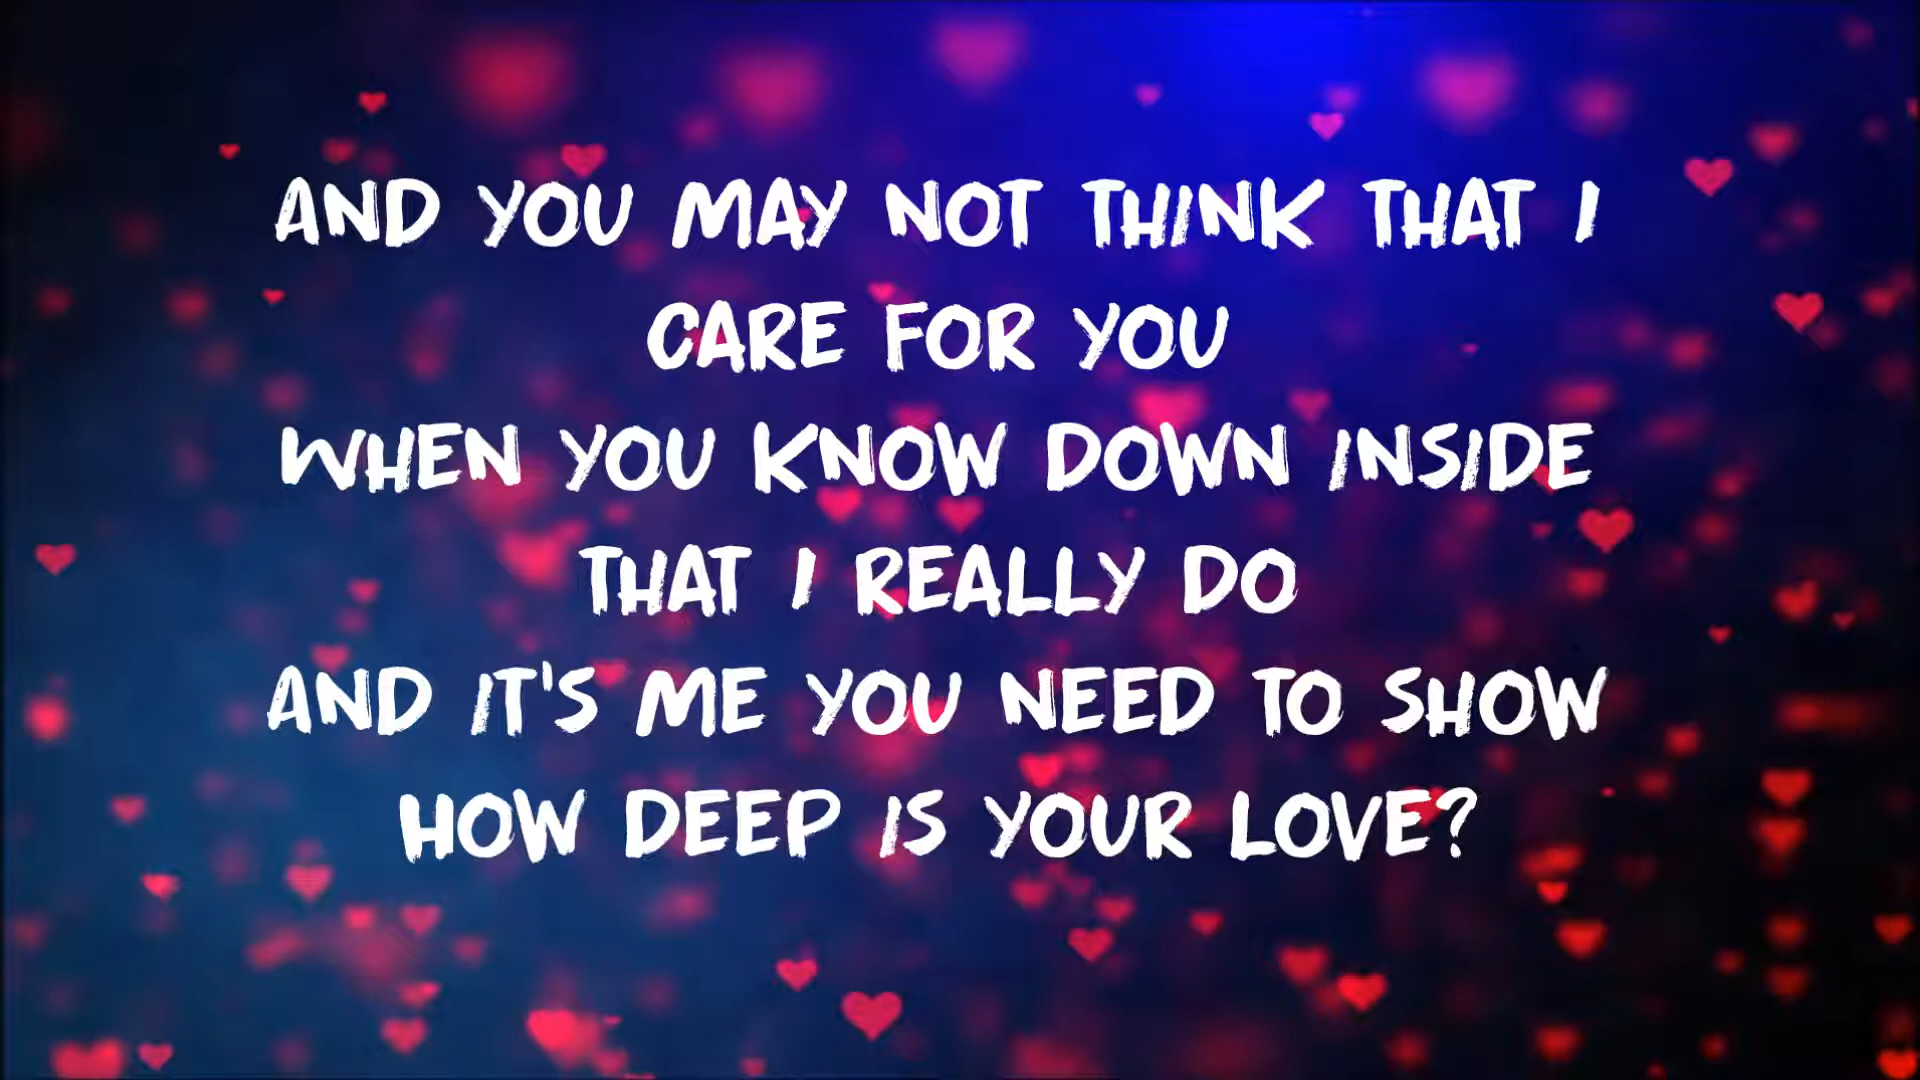 AND YOU MAY NOT THINK THAT I
CARE FOR YOU
WHEN YOU KNOW DOWN INSIDE
THAT I REALLY DO
AND IT'S ME YOU NEED TO SHOW
HOW DEEP IS YOUR LOVE?